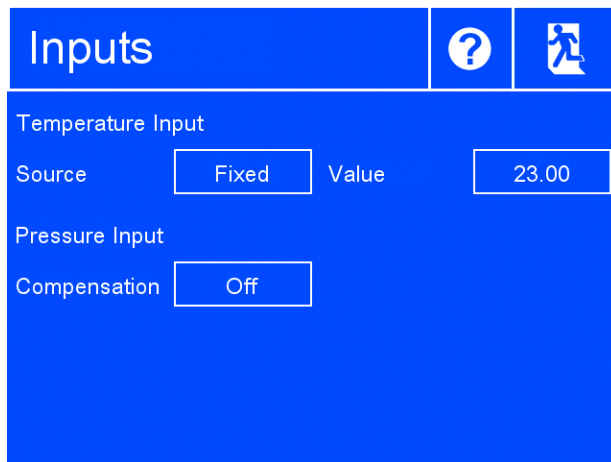 Inputs ?
Temperature Input
Source Fixed Value 23.00
Pressure Input
Compensation Off